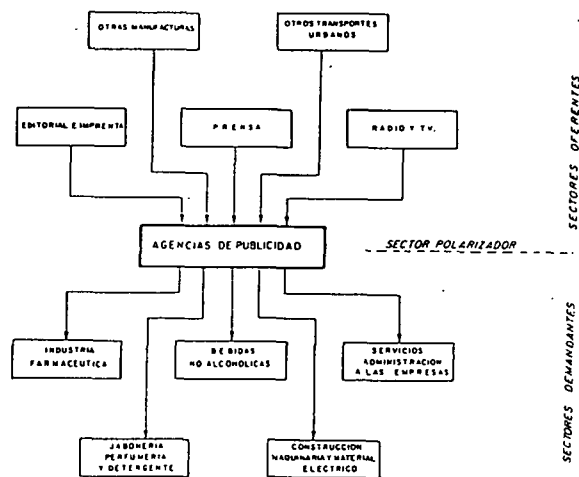 OTRAS MANUFACTURAS
OTROS TRANSPORTES
URBANOS
EDITORIAL E IMPRENTA
PRENSA
RADIO Y TV.
SECTORES OFERENTES
AGENCIAS DE PUBLICIDAD
SECTOR POLARIZADOR
INDUSTRIA
FARMACEUTICA
BEBIDAS
NO ALCOHOLICAS
SERVICIOS
ADMINISTRACION
A LAS EMPRESAS
SECTORES DEMANDANTES
JABONERIA
PERFUMERIA
Y DETERGENTE
CONSTRUCCION
MAQUINARIA Y MATERIAL
ELECTRICO